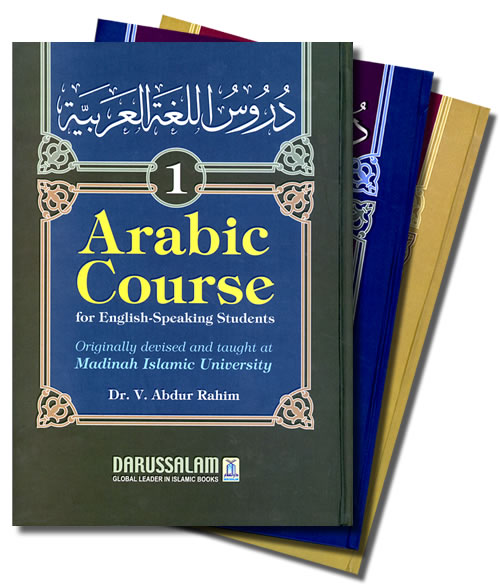 دُرُوسُ اللُّغَةِ العَرَبِيَّةِ
1
Arabic
Course
for English-Speaking Students
Originally devised and taught at
Madinah Islamic University
Dr. V. Abdur Rahim
DARUSSALAM
GLOBAL LEADER IN ISLAMIC BOOKS